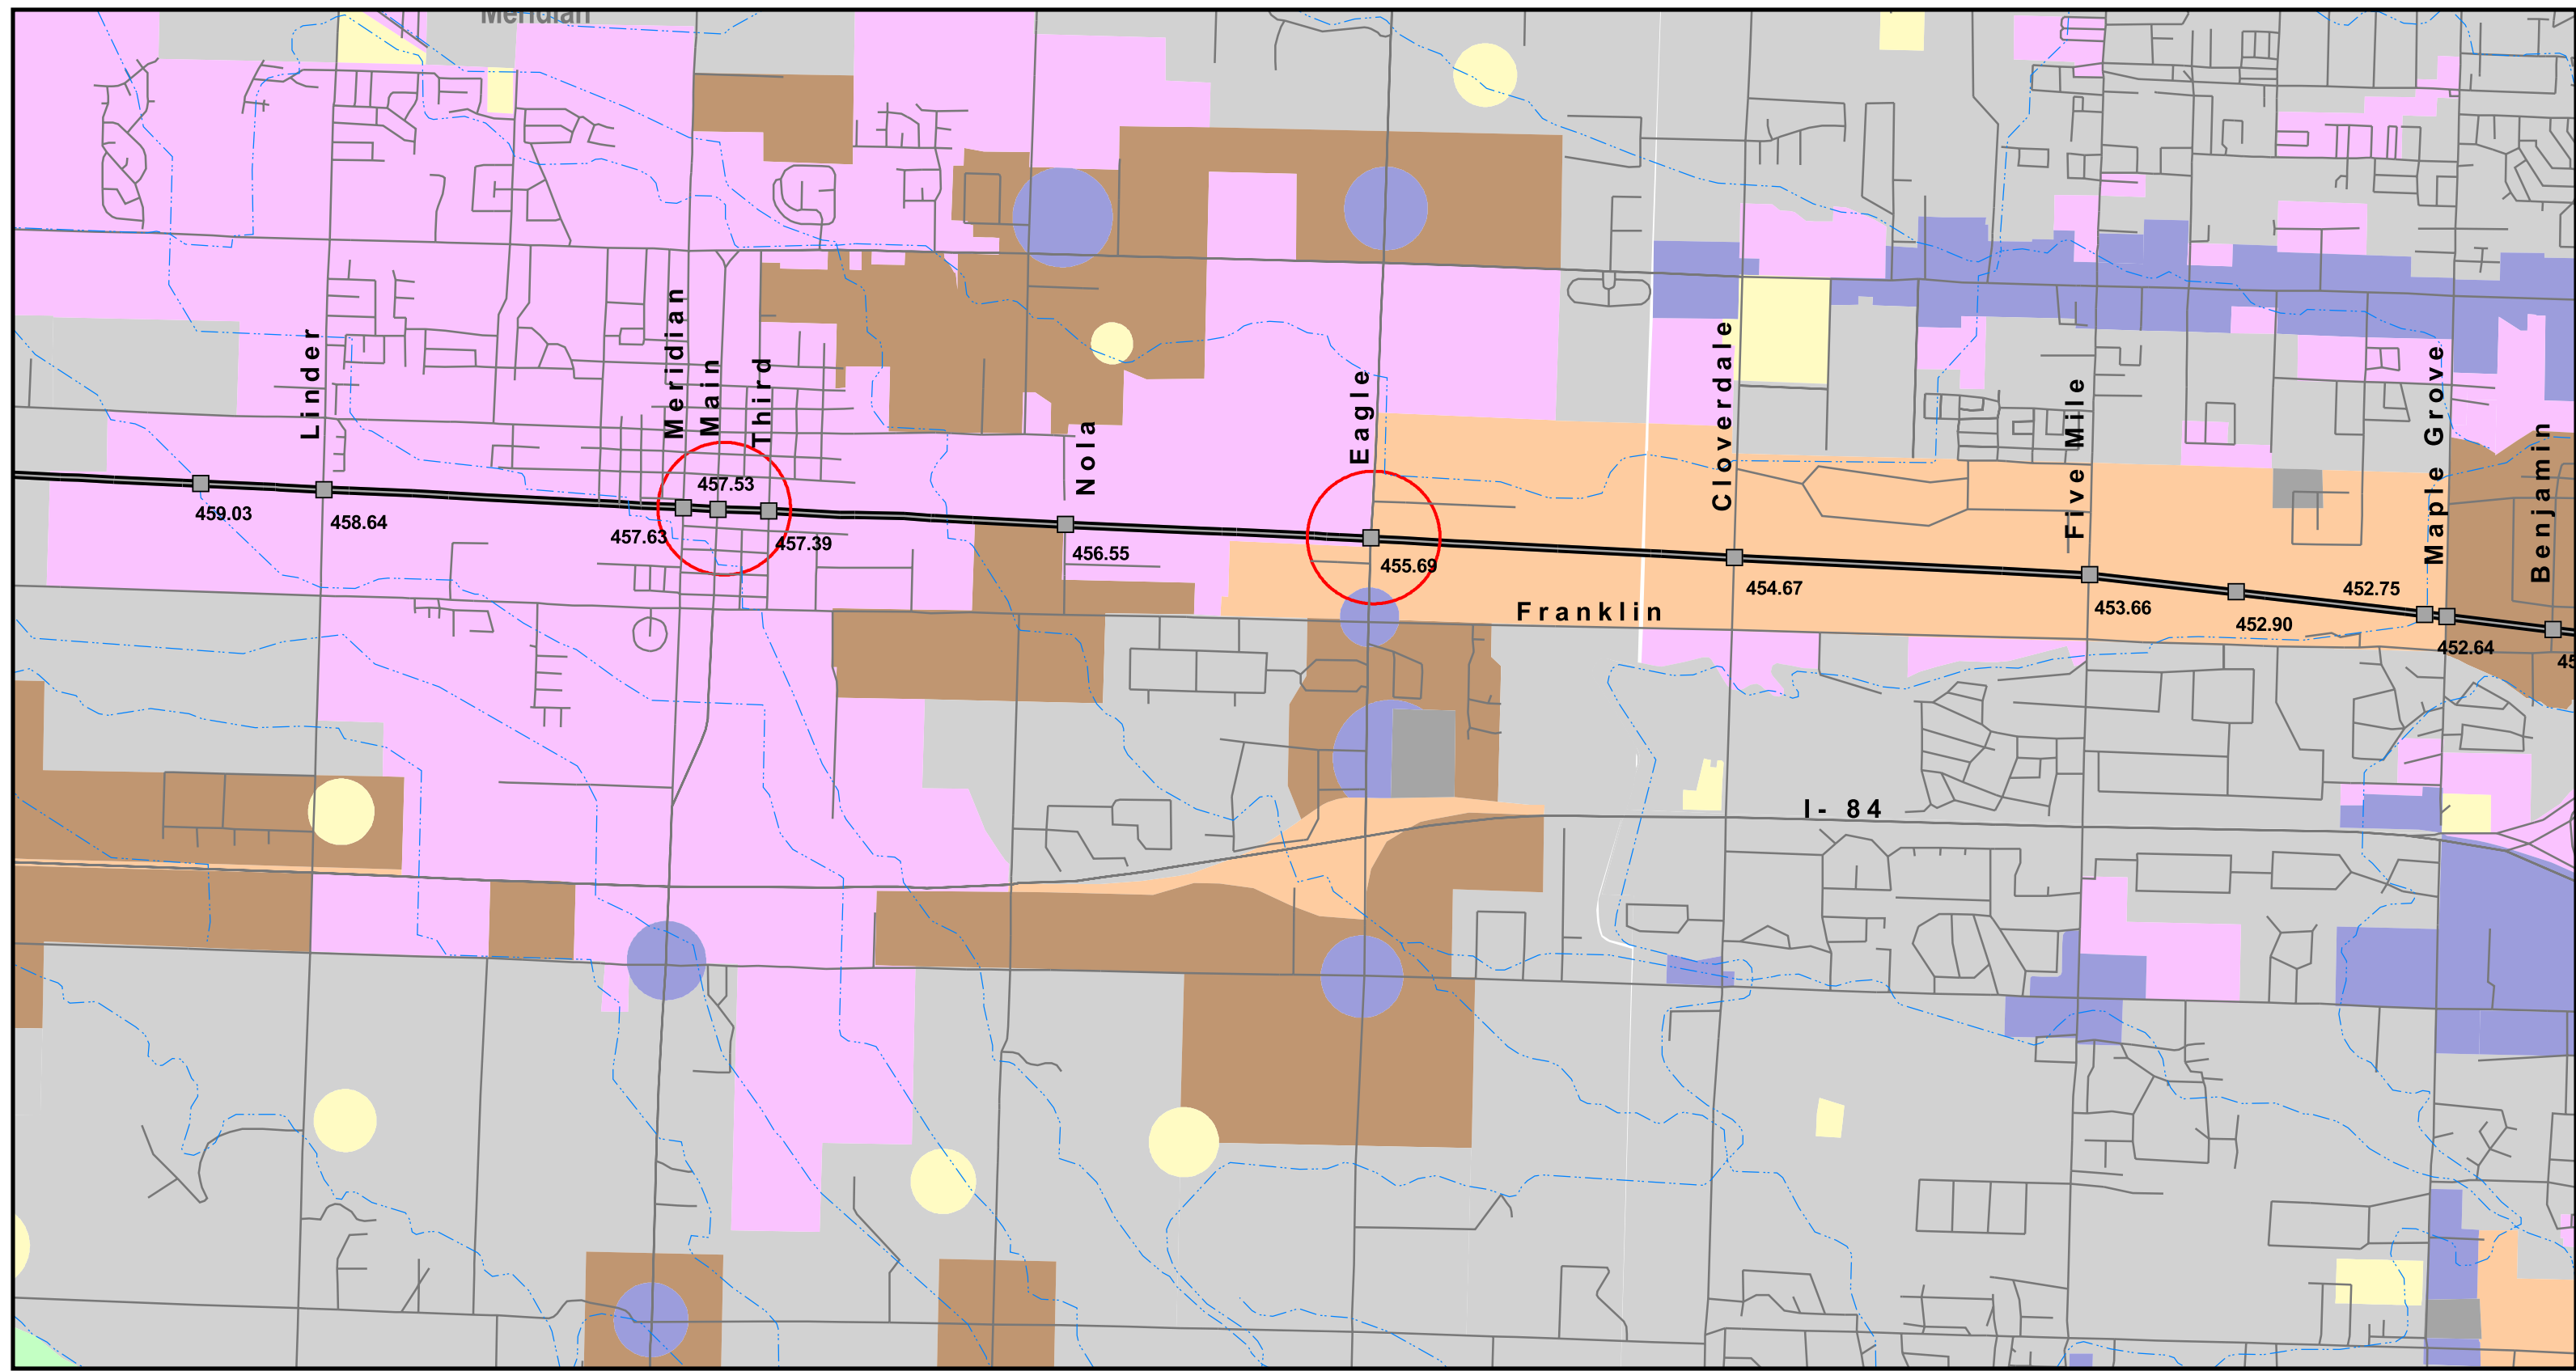 Meridian
Linder
Meridian
Main
Third
Nola
Eagle
Cloverdale
Five Mile
Maple Grove
Benjamin
459.03
458.64
457.63
457.53
457.39
456.55
455.69
454.67
453.66
452.90
452.75
452.64
45
Franklin
I- 84